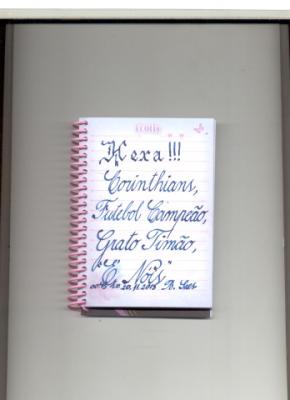 Hexa!!!
Corinthians,
Futebol Campeão,
Grato Timão,
"É Nóis"